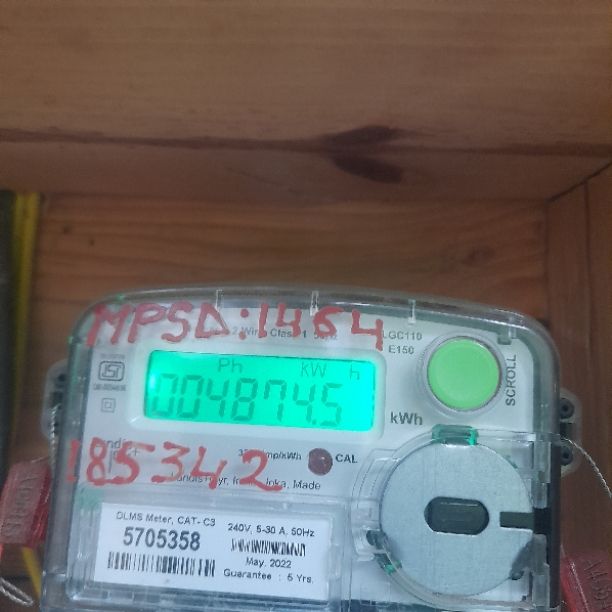 MPSD:1464
LGC110
E150
Ph kW h
004874.5
SCROLL
kWh
185342
CAL
DLMS Meter, CAT- C3
5705358
240V, 5-30 A, 50Hz
May, 2022
Guarantee : 5 Yrs.